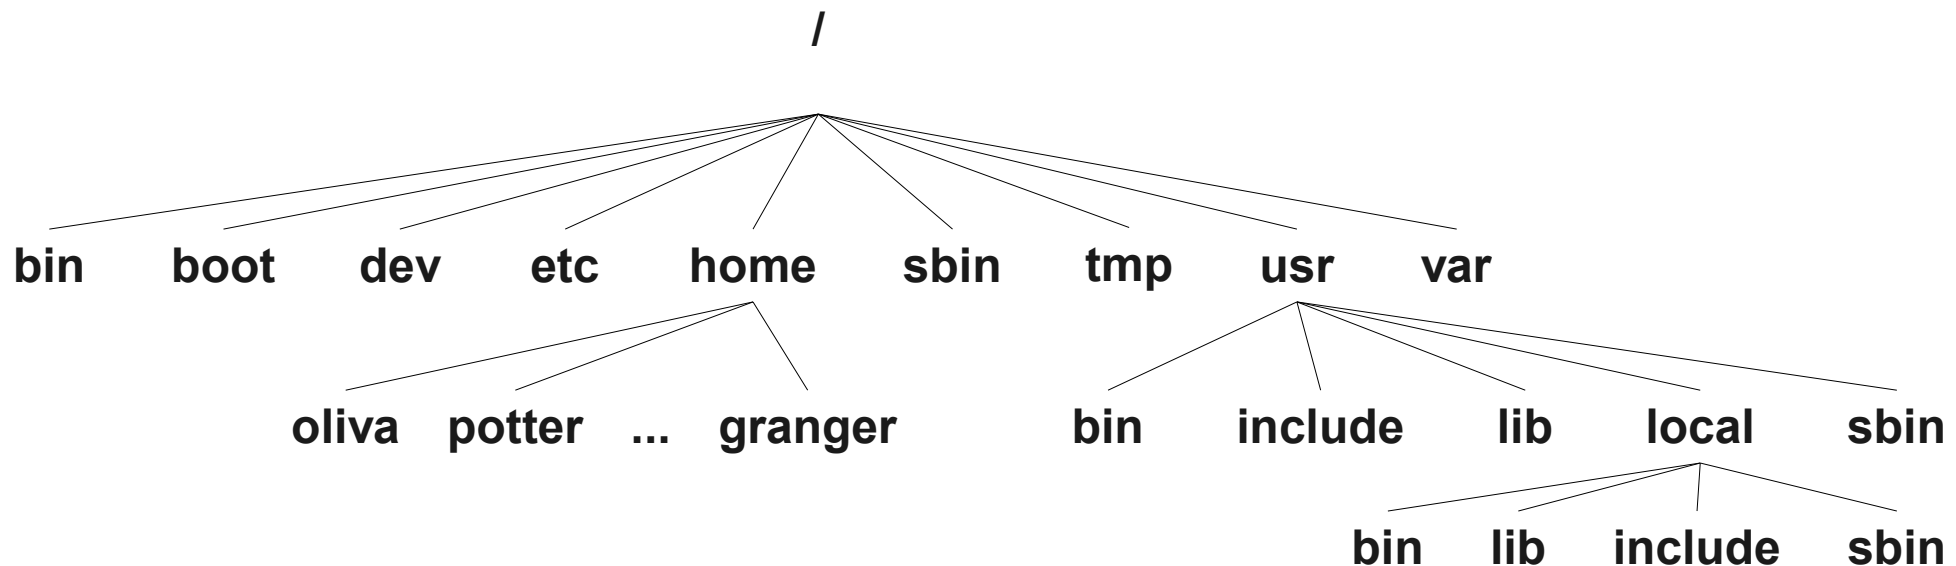 /
bin boot dev etc home sbin tmp usr var
oliva potter ... granger bin include lib local sbin
bin lib include sbin